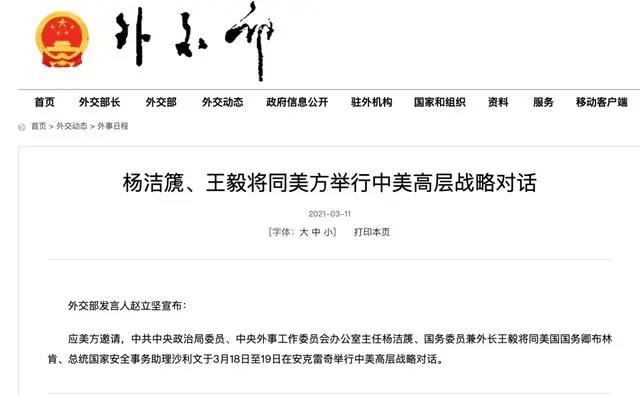 外交部
首页 外交部长 外交部 外交动态 政府信息公开 驻外机构 国家和组织 资料 服务 移动客户端
首页 > 外交动态 > 外事日程
杨洁篪、王毅将同美方举行中美高层战略对话
2021-03-11
[字体: 大 中 小] 打印本页
外交部发言人赵立坚宣布：
应美方邀请，中共中央政治局委员、中央外事工作委员会办公室主任杨洁篪、国务委员兼外长王毅将同美国国务卿布林
肯、总统国家安全事务助理沙利文于3月18日至19日在安克雷奇举行中美高层战略对话。